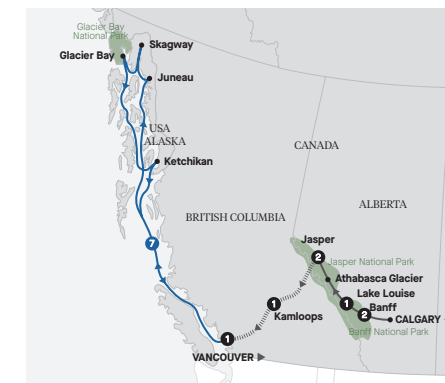 Glacier Bay
National Park
Skagway
Glacier Bay
Juneau
USA
ALASKA
CANADA
Ketchikan
ALBERTA
BRITISH COLUMBIA
Jasper
7
2
Jasper National Park
Athabasca Glacier
Lake Louise
1
1
Banff
Kamloops
2
CALGARY
Banff National Park
1
VANCOUVER